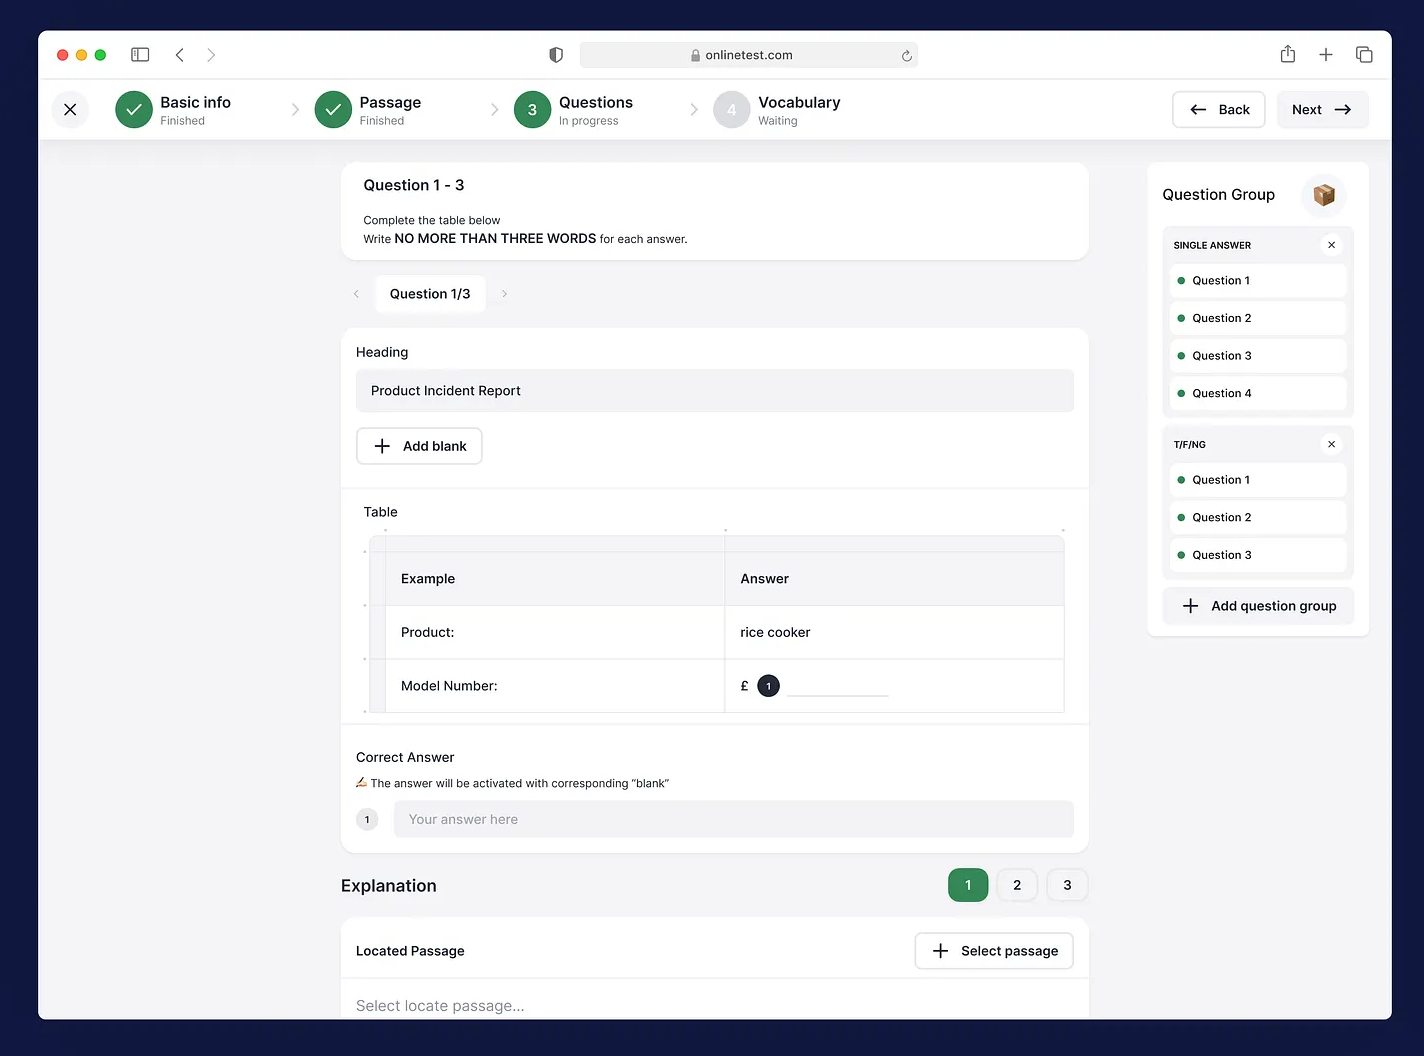 onlinetest.com
Basic info
Finished
Passage
Finished
3
Questions
In progress
4
Vocabulary
Waiting
Back
Next
Question 1 - 3
Complete the table below
Write NO MORE THAN THREE WORDS for each answer.
Question 1/3
Heading
Product Incident Report
Add blank
Table
Example
Answer
Product:
rice cooker
Model Number:
£ 1
Correct Answer
✍🏻 The answer will be activated with corresponding “blank”
1
Your answer here
Explanation
1
2
3
Located Passage
Select passage
Select locate passage...
Question Group
SINGLE ANSWER
Question 1
Question 2
Question 3
Question 4
T/F/NG
Question 1
Question 2
Question 3
Add question group